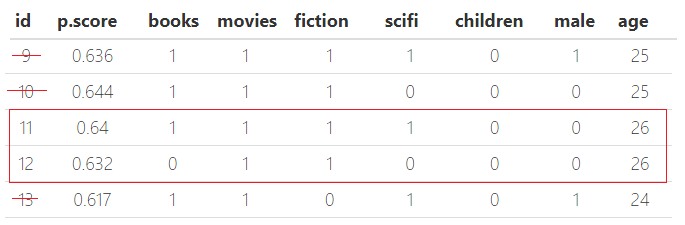 id p.score books movies fiction scifi children male age
9 0.636 1 1 1 1 0 1 25
10 0.644 1 1 1 0 0 0 25
11 0.64 1 1 1 1 0 0 26
12 0.632 0 1 1 0 0 0 26
13 0.617 1 1 0 1 0 1 24